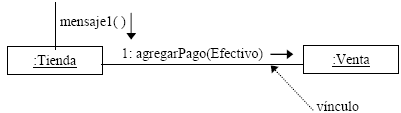 mensaje1( )
1: agregarPago(Efectivo)
:Tienda
:Venta
vínculo